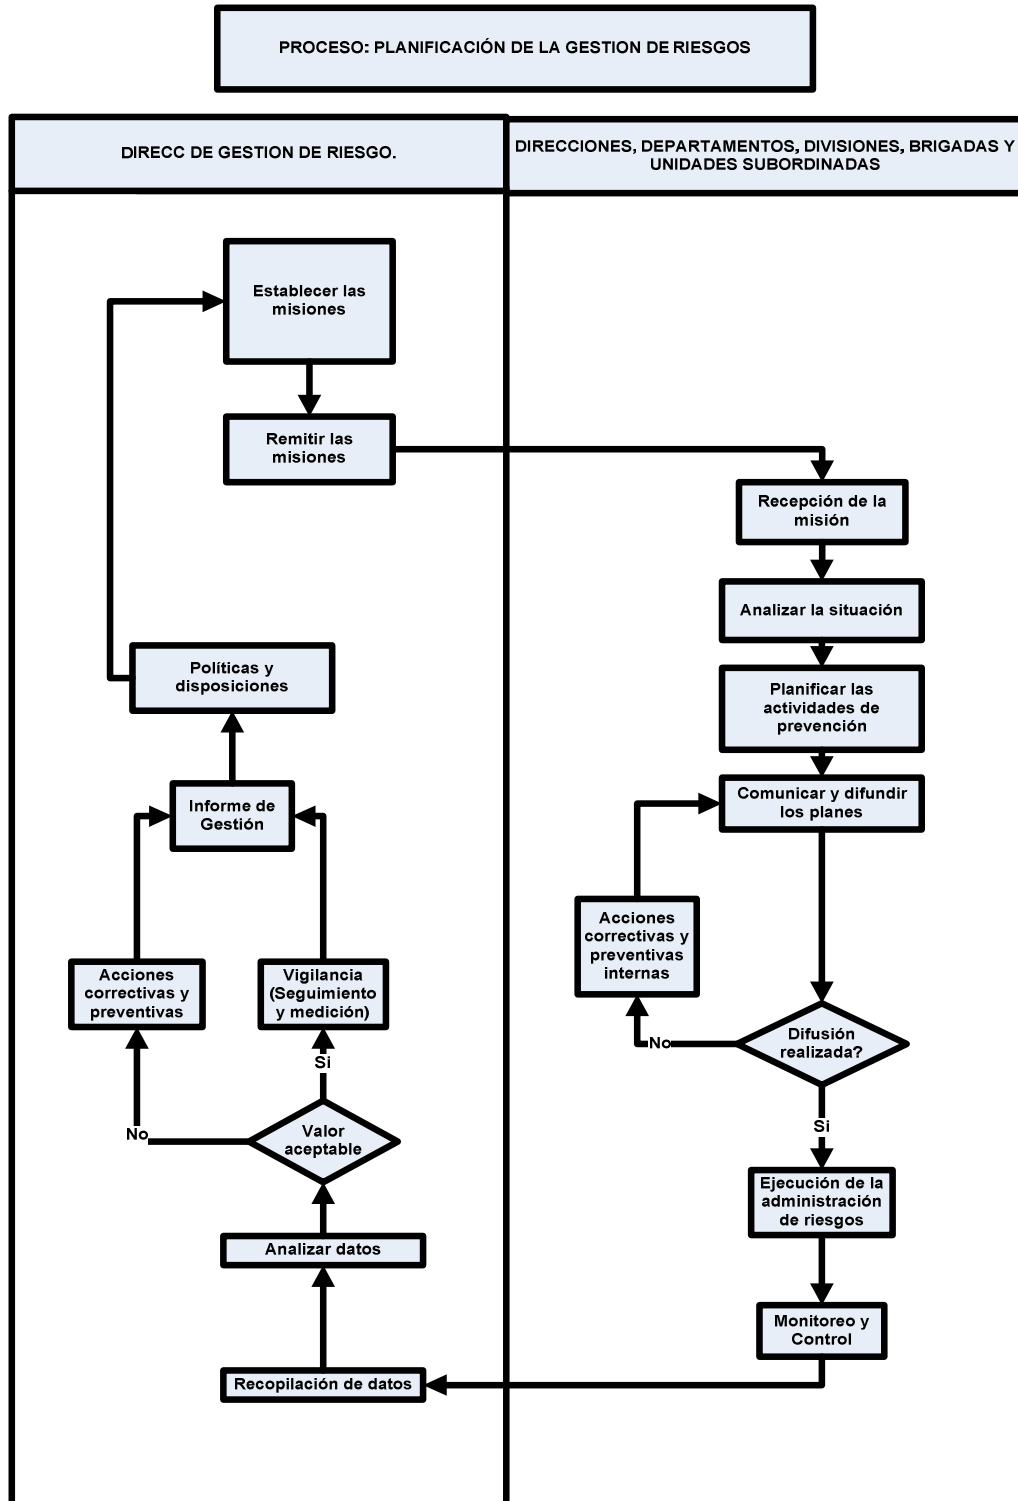 PROCESO: PLANIFICACIÓN DE LA GESTION DE RIESGOS
DIRECC DE GESTION DE RIESGO.
DIRECCIONES, DEPARTAMENTOS, DIVISIONES, BRIGADAS Y
UNIDADES SUBORDINADAS
Establecer las
misiones
Remitir las
misiones
Recepción de la
misión
Analizar la situación
Planificar las
actividades de
prevención
Comunicar y difundir
los planes
Acciones
correctivas y
preventivas
internas
Difusión
realizada?
No
Si
Ejecución de la
administración
de riesgos
Monitoreo y
Control
Recopilación de datos
Analizar datos
Valor
aceptable
No
Si
Acciones
correctivas y
preventivas
Vigilancia
(Seguimiento
y medición)
Informe de
Gestión
Políticas y
disposiciones